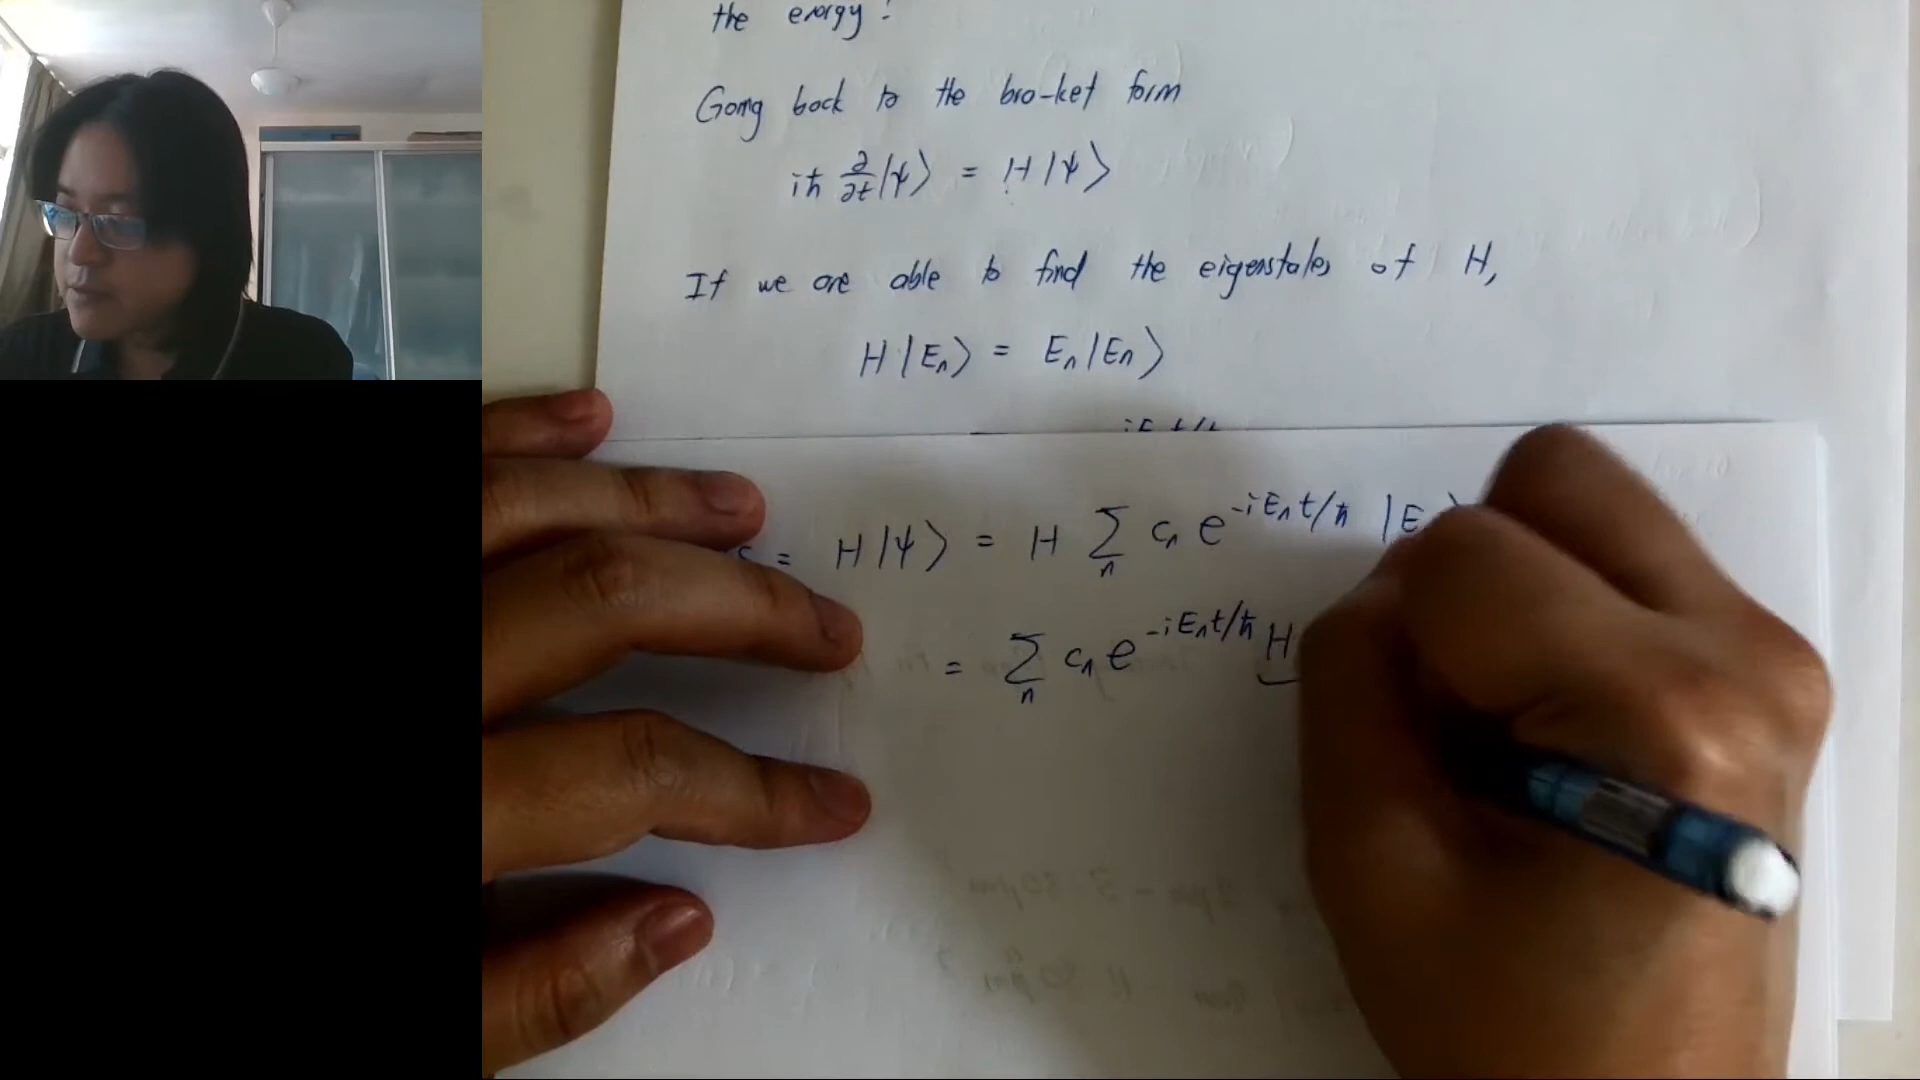 the energy!
Going back to the bra-ket form
iħ ∂/∂t |ψ⟩ = H |ψ⟩
If we are able to find the eigenstates of H,
H |Eₙ⟩ = Eₙ |Eₙ⟩
= H |ψ⟩ = H ∑ₙ cₙ e^{-iEₙt/ħ} |E
= ∑ₙ cₙ e^{-iEₙt/ħ} H